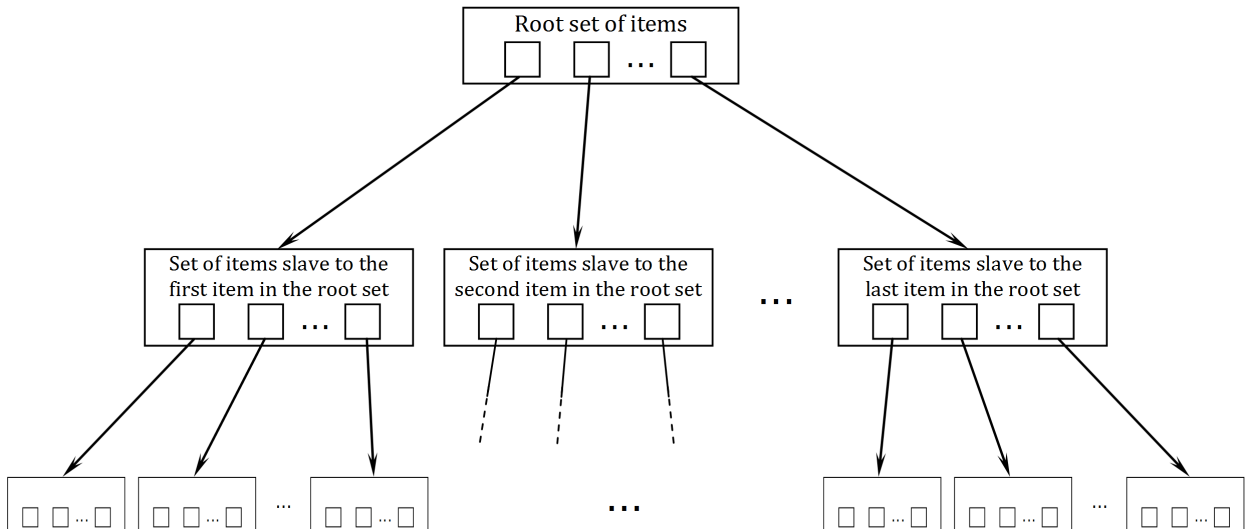 Root set of items
...
Set of items slave to the
first item in the root set
...
Set of items slave to the
second item in the root set
...
...
Set of items slave to the
last item in the root set
...
...
...
...
...
...
...
...
...
...